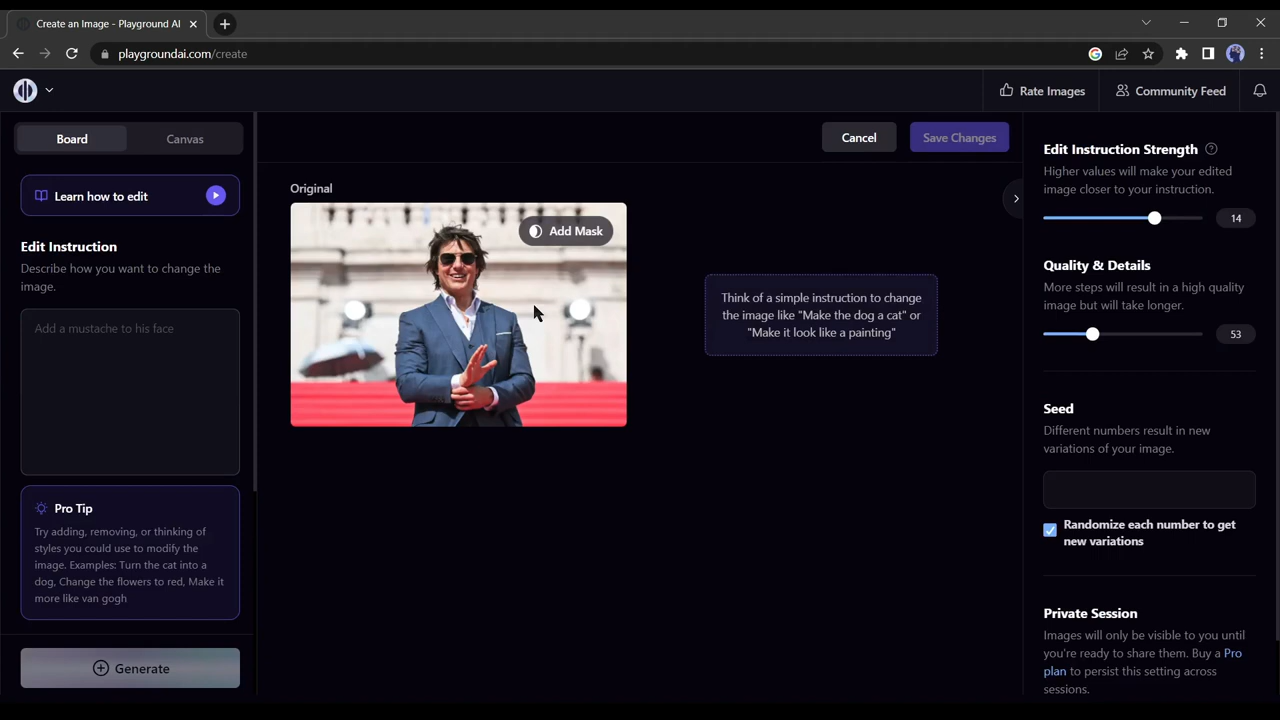 Create an Image - Playground AI
playgroundai.com/create
Rate Images
Community Feed
Board
Canvas
Cancel
Save Changes
Learn how to edit
Edit Instruction
Describe how you want to change the
image.
Add a mustache to his face
Pro Tip
Try adding, removing, or thinking of
styles you could use to modify the
image. Examples: Turn the cat into a
dog, Change the flowers to red, Make it
more like van gogh
Generate
Original
Add Mask
Think of a simple instruction to change
the image like "Make the dog a cat" or
"Make it look like a painting"
Edit Instruction Strength
Higher values will make your edited
image closer to your instruction.
14
Quality & Details
More steps will result in a high quality
image but will take longer.
53
Seed
Different numbers result in new
variations of your image.
Randomize each number to get
new variations
Private Session
Images will only be visible to you until
you're ready to share them. Buy a Pro
plan to persist this setting across
sessions.